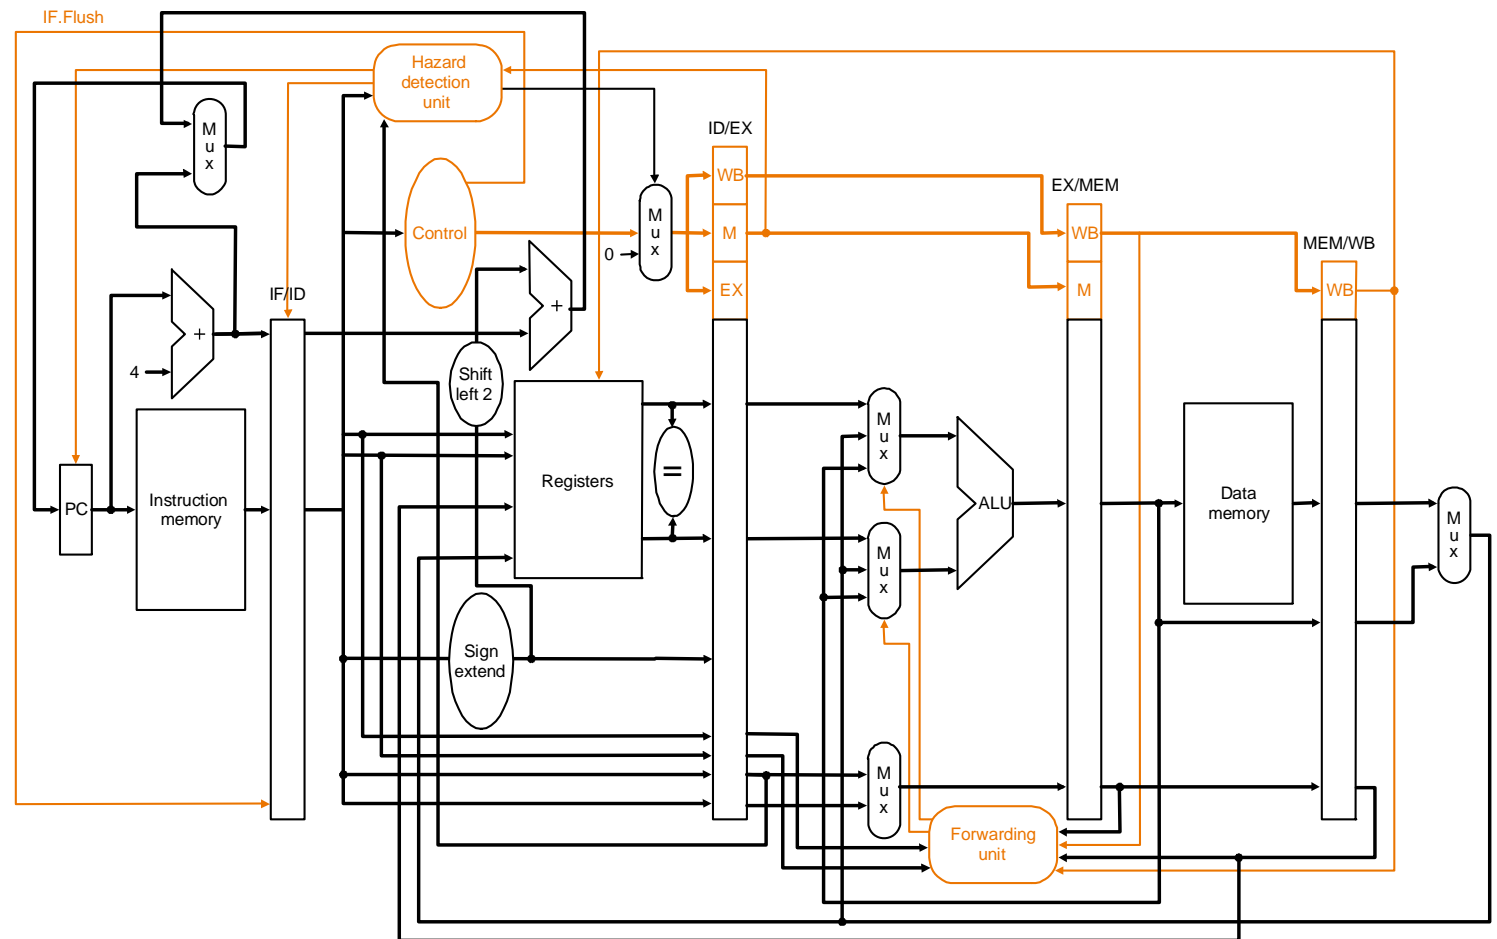 IF.Flush
Hazard
detection
unit
M
u
x
ID/EX
WB
EX/MEM
Control
M
u
x
M
WB
MEM/WB
0
IF/ID
EX
M
WB
+
+
4
Shift
left 2
M
u
x
PC
Instruction
memory
Registers
=
ALU
Data
memory
M
u
x
M
u
x
Sign
extend
M
u
x
Forwarding
unit